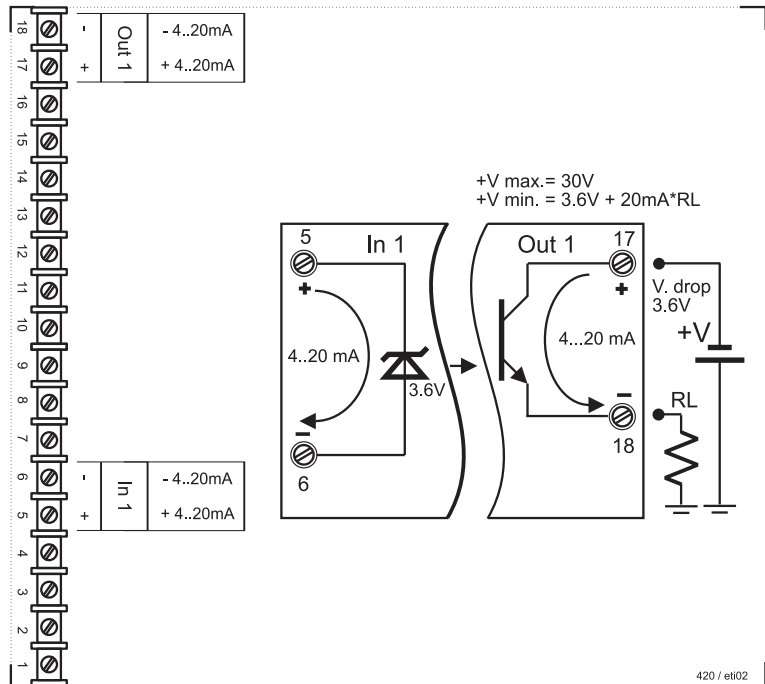 18 - Out 1 - 4..20mA
17 + + 4..20mA
16
15
14
13
12
11
10
9
8
7
6 - In 1 - 4..20mA
5 + + 4..20mA
4
3
2
1
+V max.= 30V
+V min. = 3.6V + 20mA*RL
5 In 1 Out 1 17
+ +
V. drop
3.6V
+V
4..20 mA 4...20 mA
3.6V
- -
RL
6 18
420 / eti02